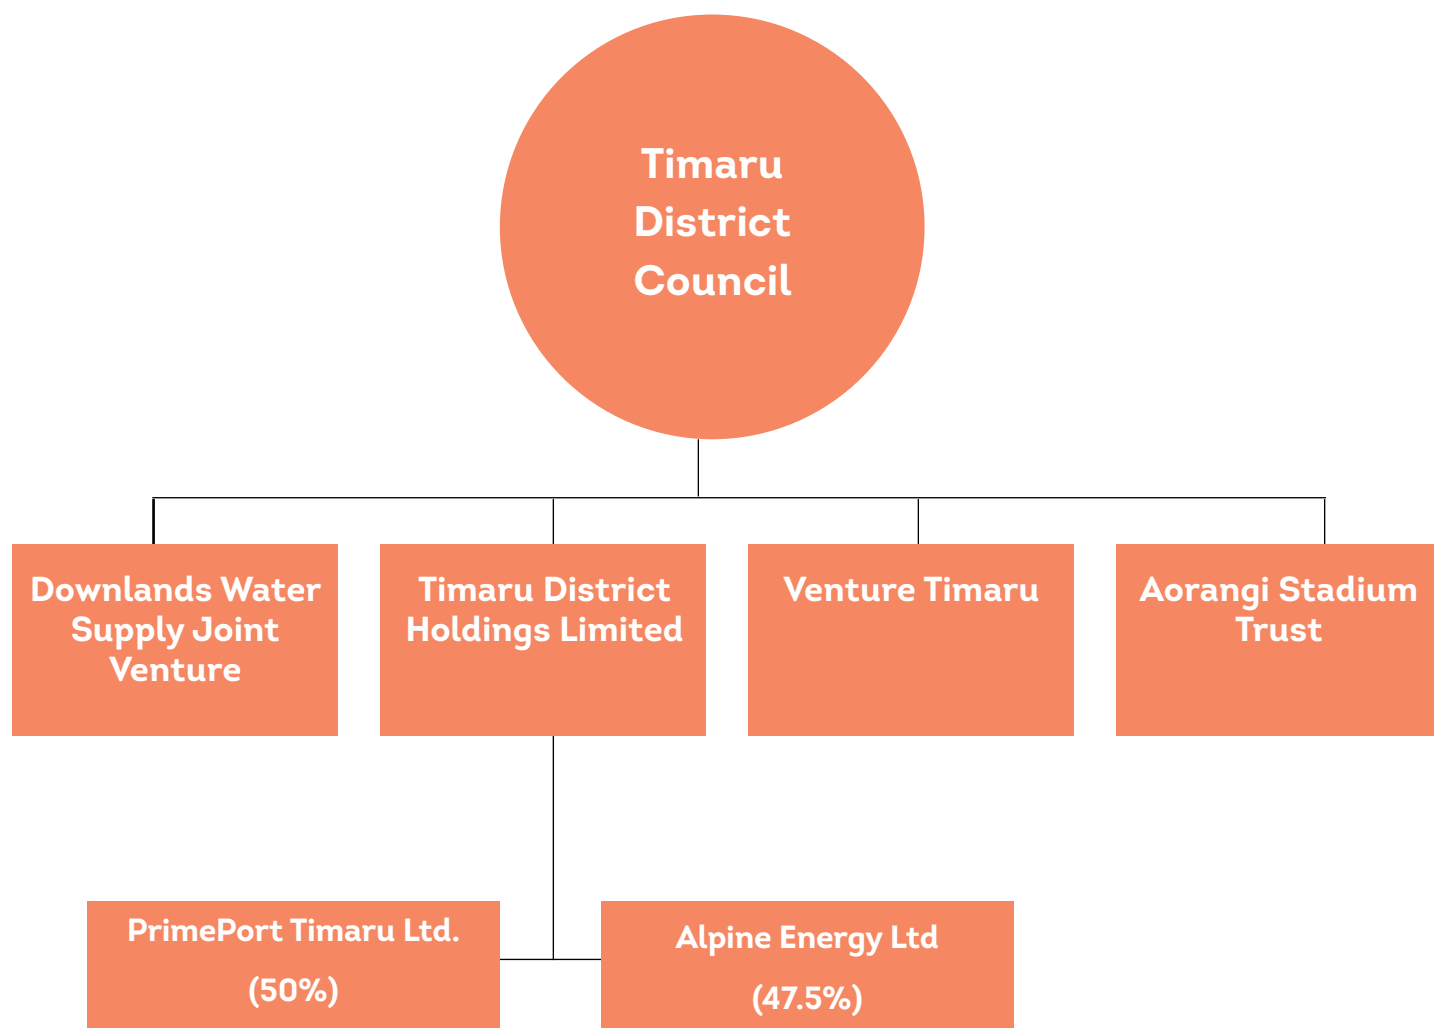 Timaru
District
Council
Downlands Water
Supply Joint
Venture
Timaru District
Holdings Limited
Venture Timaru
Aorangi Stadium
Trust
PrimePort Timaru Ltd.
(50%)
Alpine Energy Ltd
(47.5%)